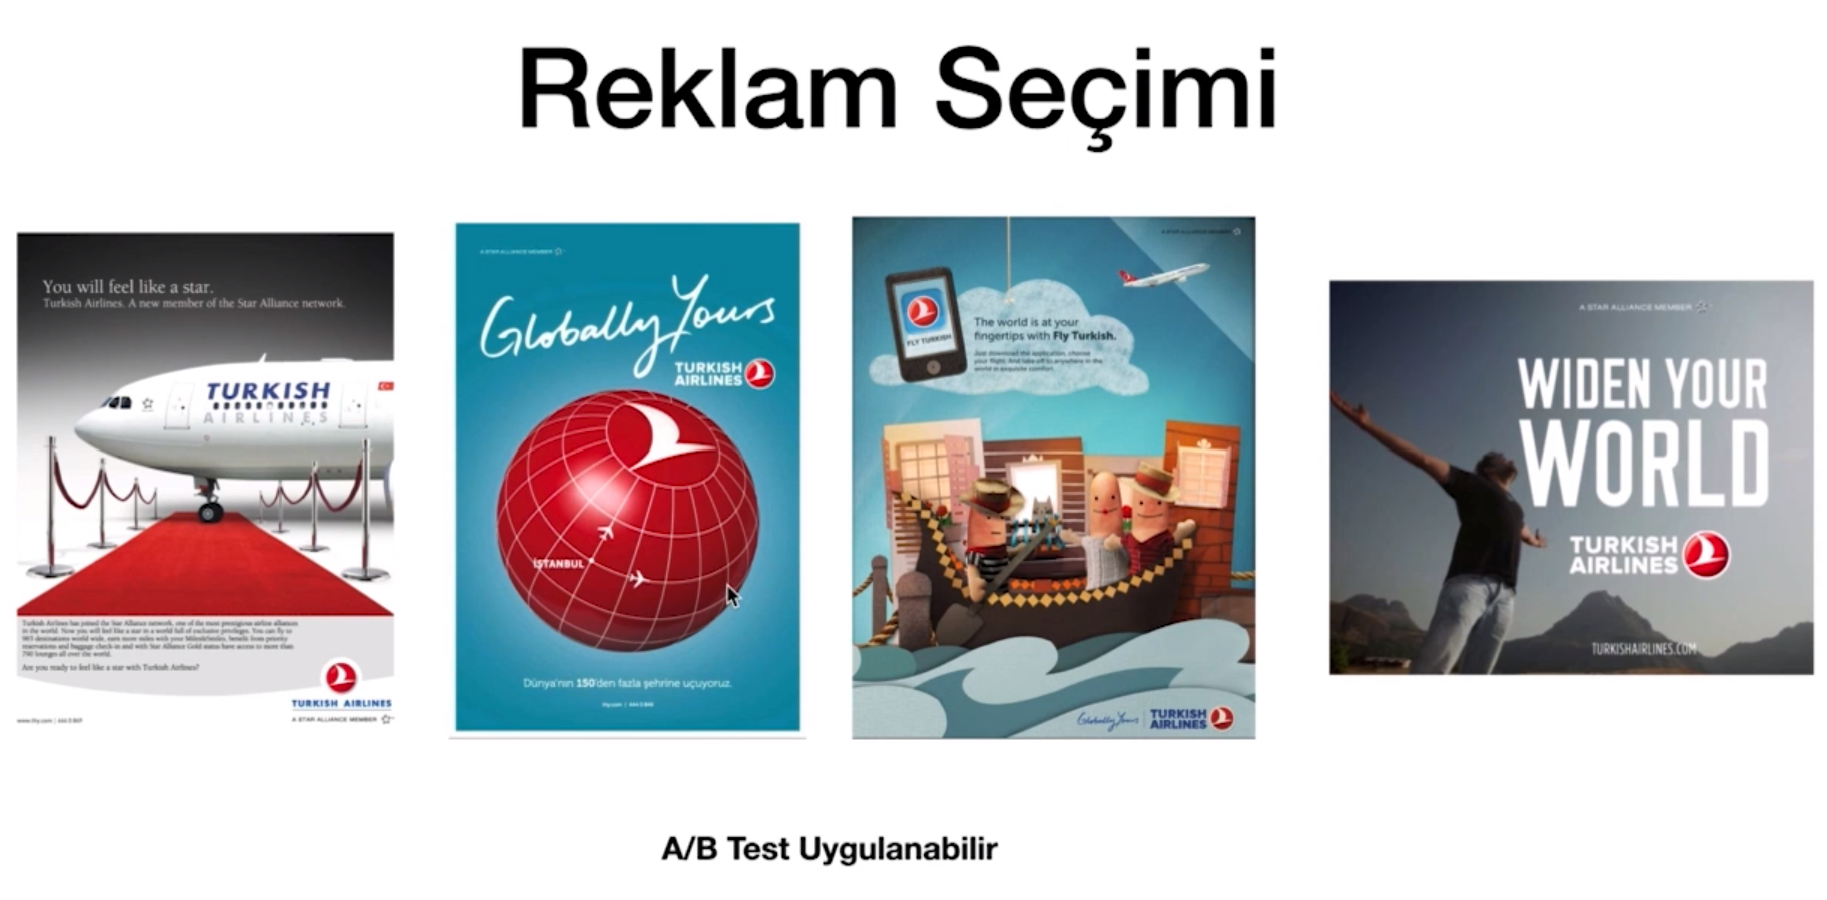 Reklam Seçimi
You will feel like a star.
Turkish Airlines. A new member of the Star Alliance network.
TURKISH
AIRLINES
Turkish Airlines has joined the Star Alliance network, one of the most prestigious airline alliances
in the world. Now you will feel like a star in a world full of exclusive privileges. You can fly to
965 destinations world wide, earn more miles with your Miles&Smiles, benefit from priority
reservations and baggage check-in and with Star Alliance Gold status have access to more than
790 lounges all over the world.
Are you ready to feel like a star with Turkish Airlines?
TURKISH AIRLINES
A STAR ALLIANCE MEMBER
www.thy.com | 444 0 849
A STAR ALLIANCE MEMBER
Globally Yours
TURKISH
AIRLINES
İSTANBUL
Dünya'nın 150'den fazla şehrine uçuyoruz.
thy.com | 444 0 849
A STAR ALLIANCE MEMBER
FLY TURKISH
The world is at your
fingertips with Fly Turkish.
Just download the application, choose
your flight. And take off to anywhere in the
world in exquisite comfort.
Globally Yours
TURKISH
AIRLINES
A STAR ALLIANCE MEMBER
WIDEN YOUR
WORLD
TURKISH
AIRLINES
TURKISHAIRLINES.COM
A/B Test Uygulanabilir